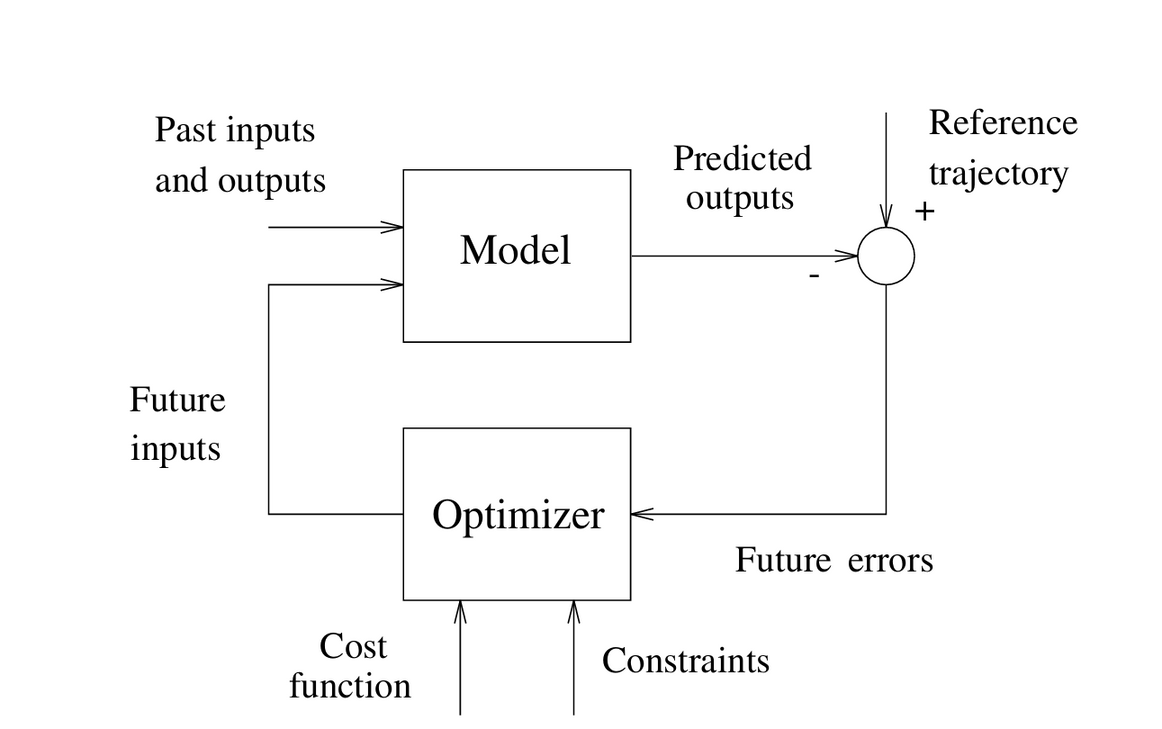 Past inputs
and outputs
Model
Predicted
outputs
-
Reference
trajectory
+
Future
inputs
Optimizer
Future errors
Cost
function
Constraints